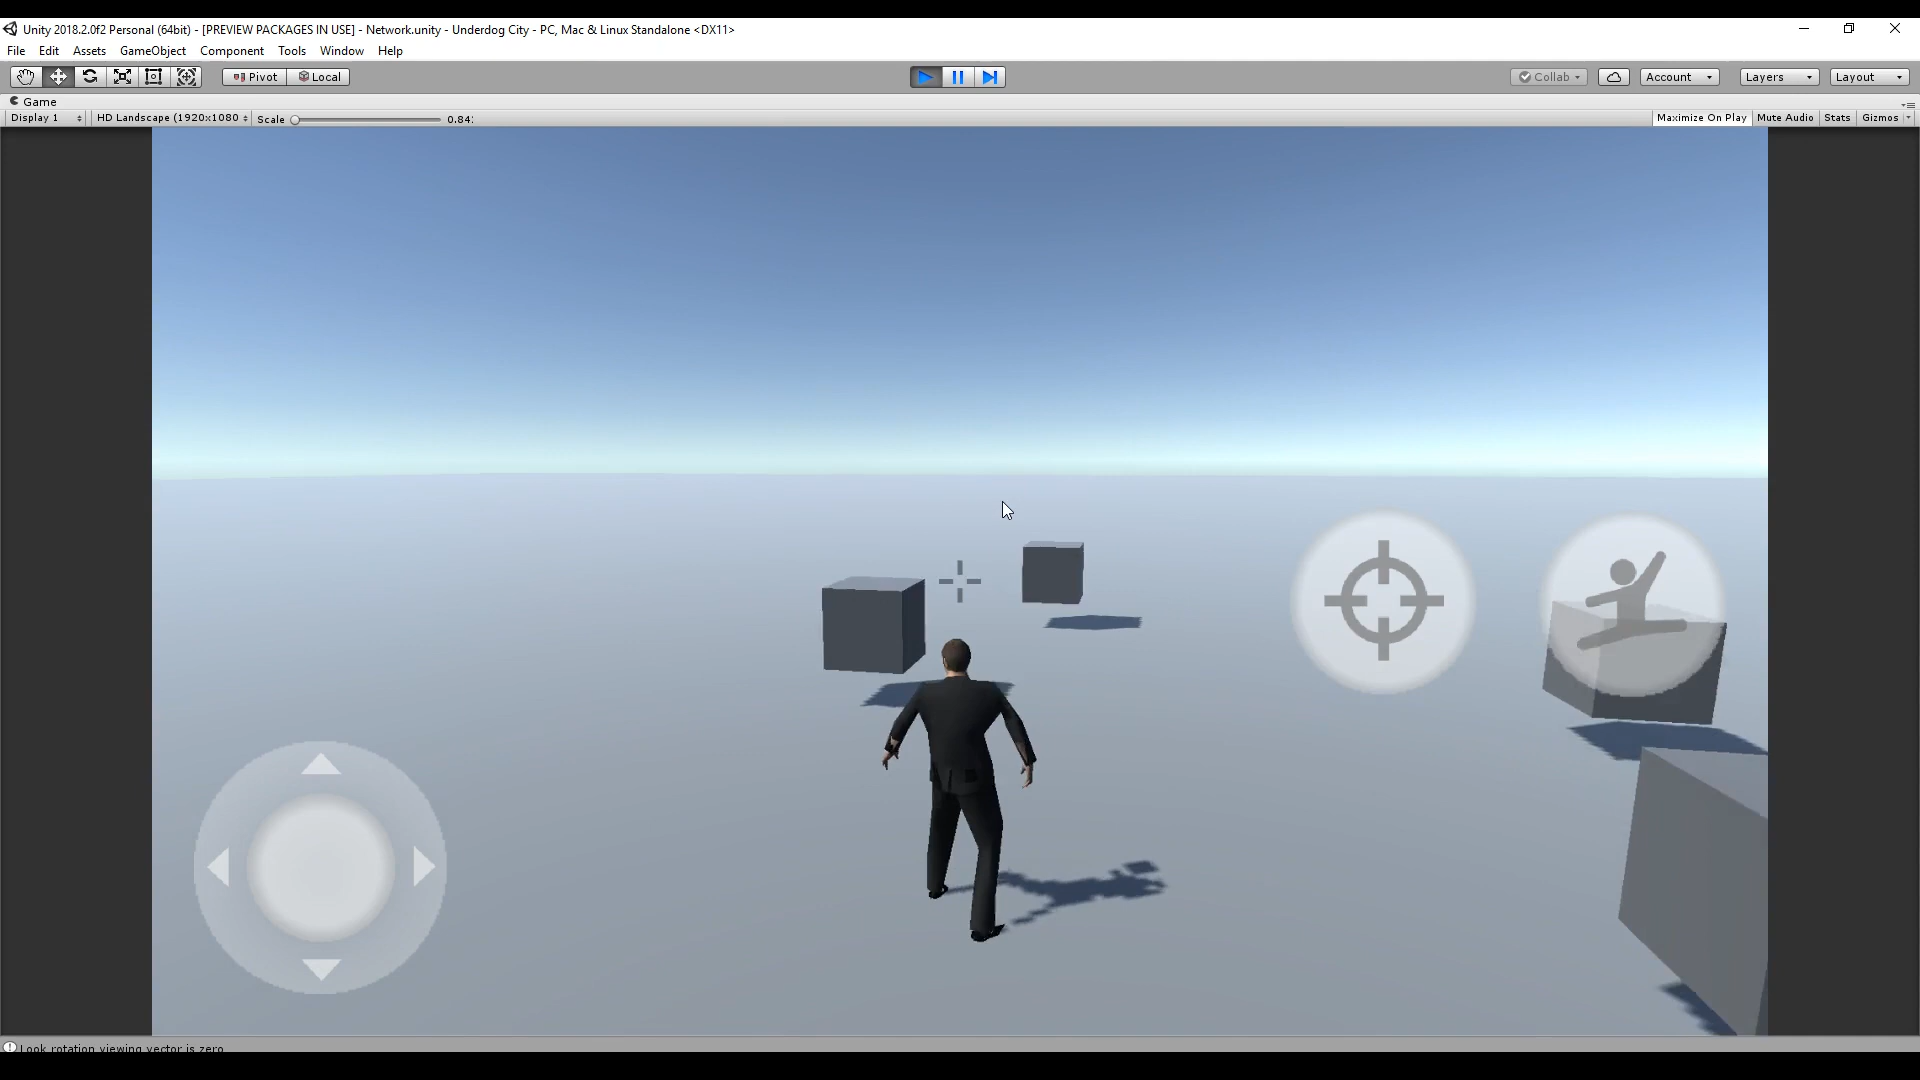 Unity 2018.2.0f2 Personal (64bit) - [PREVIEW PACKAGES IN USE] - Network.unity - Underdog City - PC, Mac & Linux Standalone <DX11>
File Edit Assets GameObject Component Tools Window Help
Pivot Local Collab Account Layers Layout
Game
Display 1 HD Landscape (1920x1080 Scale 0.84: Maximize On Play Mute Audio Stats Gizmos
Look rotation viewing vector is zero